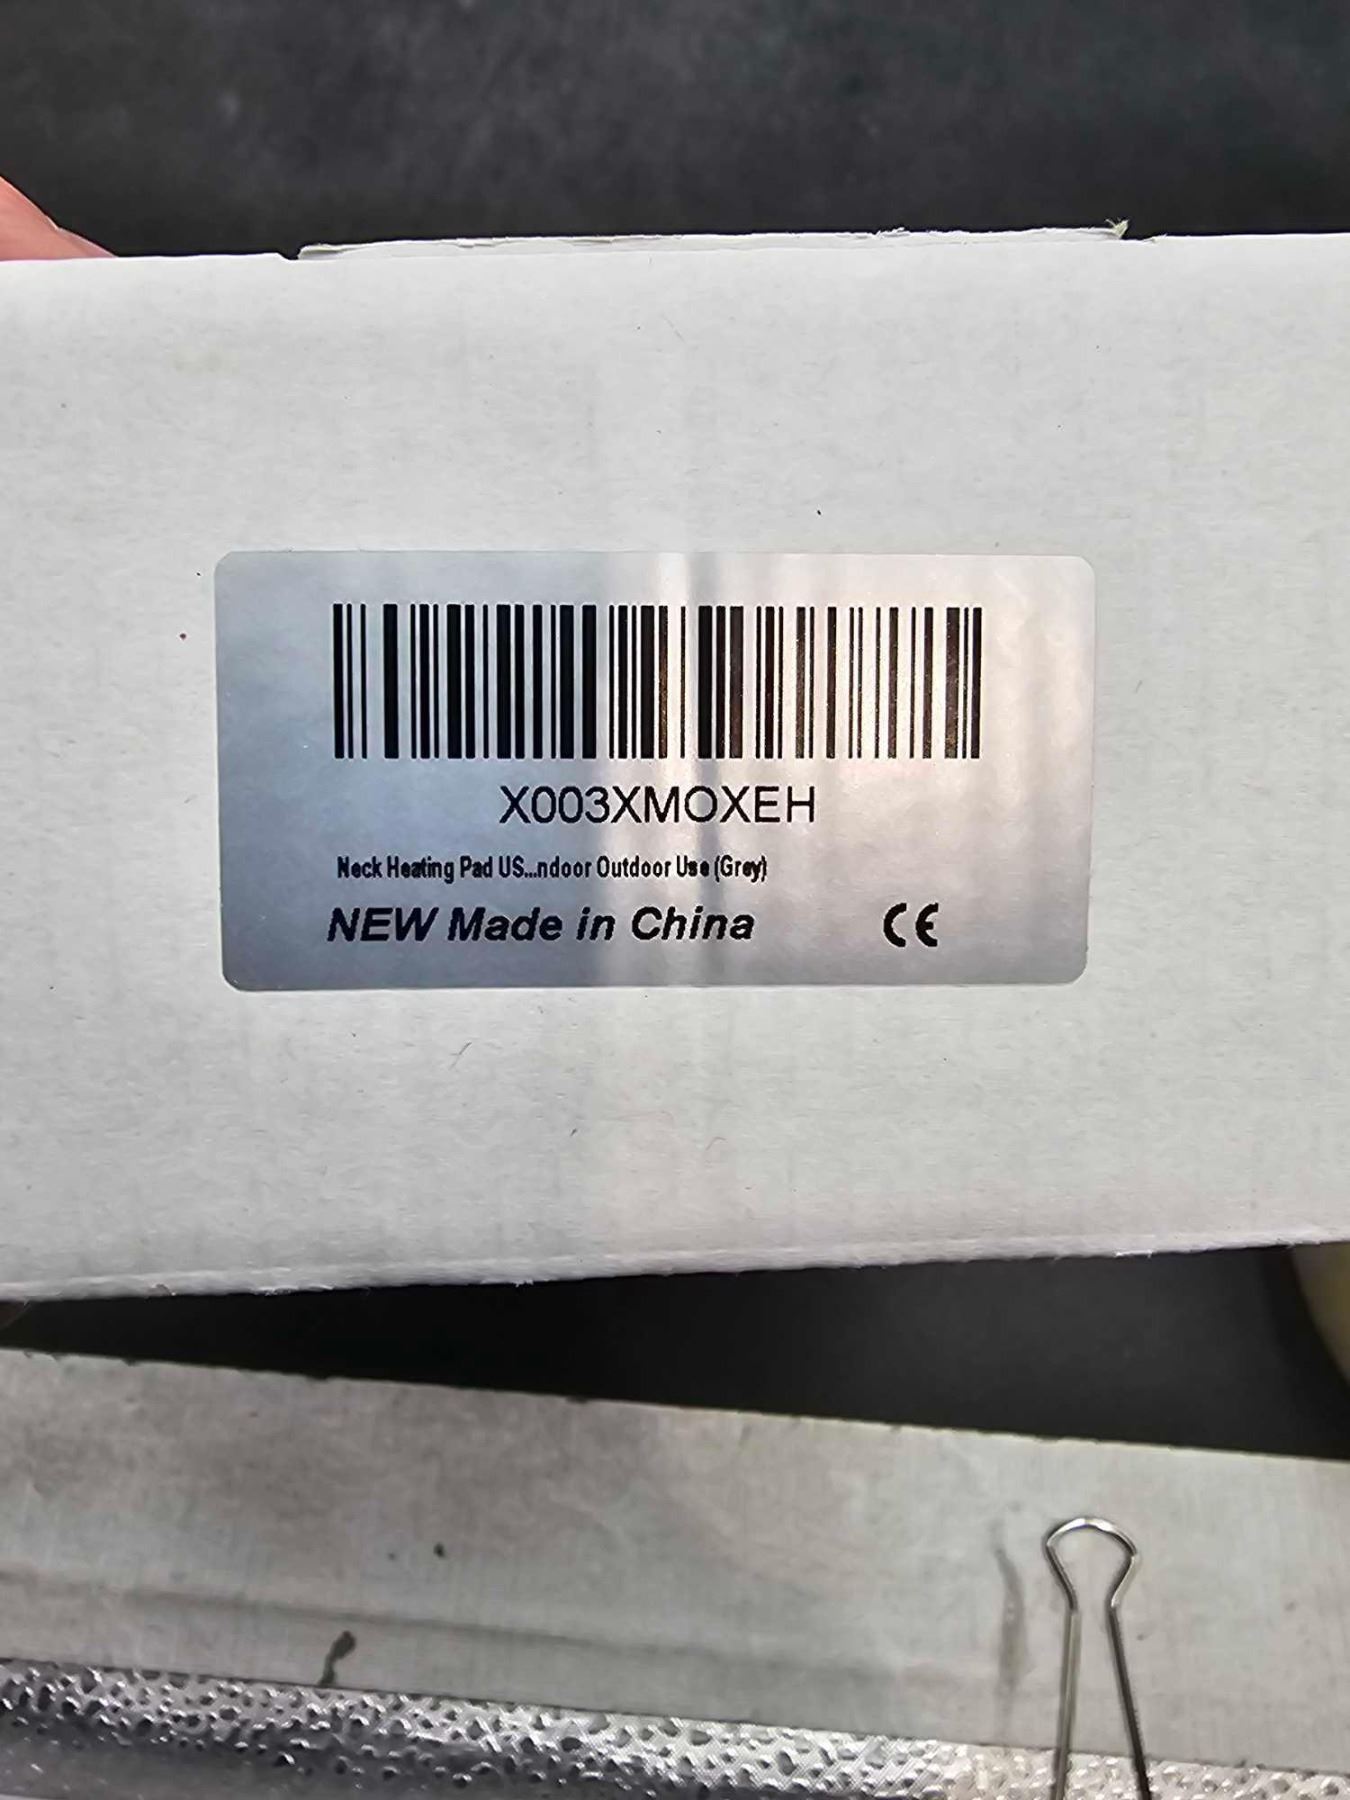 X003XMOXEH
Neck Heating Pad US...ndoor Outdoor Use (Grey)
NEW Made in China CE